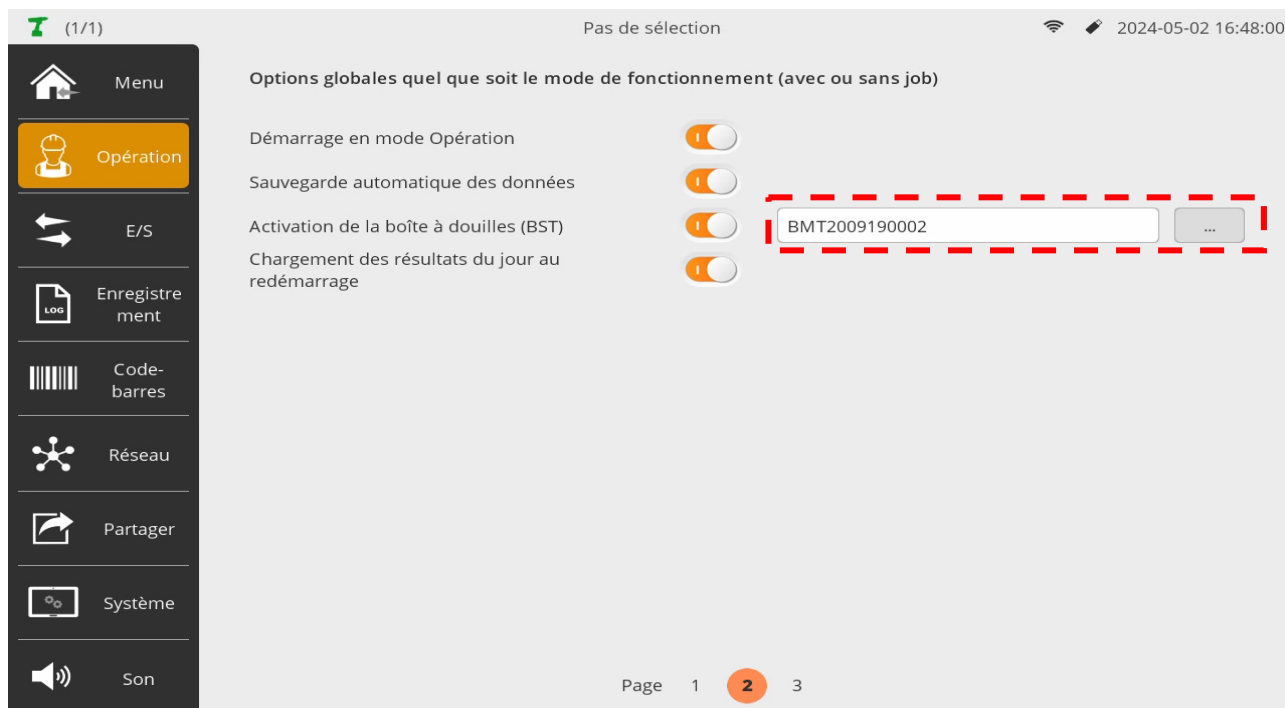 (1/1) Pas de sélection 2024-05-02 16:48:00
Menu
Opération
E/S
LOG
Enregistre
ment
Code-
barres
Réseau
Partager
Système
Son
Options globales quel que soit le mode de fonctionnement (avec ou sans job)
Démarrage en mode Opération
Sauvegarde automatique des données
Activation de la boîte à douilles (BST) BMT2009190002 ...
Chargement des résultats du jour au
redémarrage
Page 1 2 3